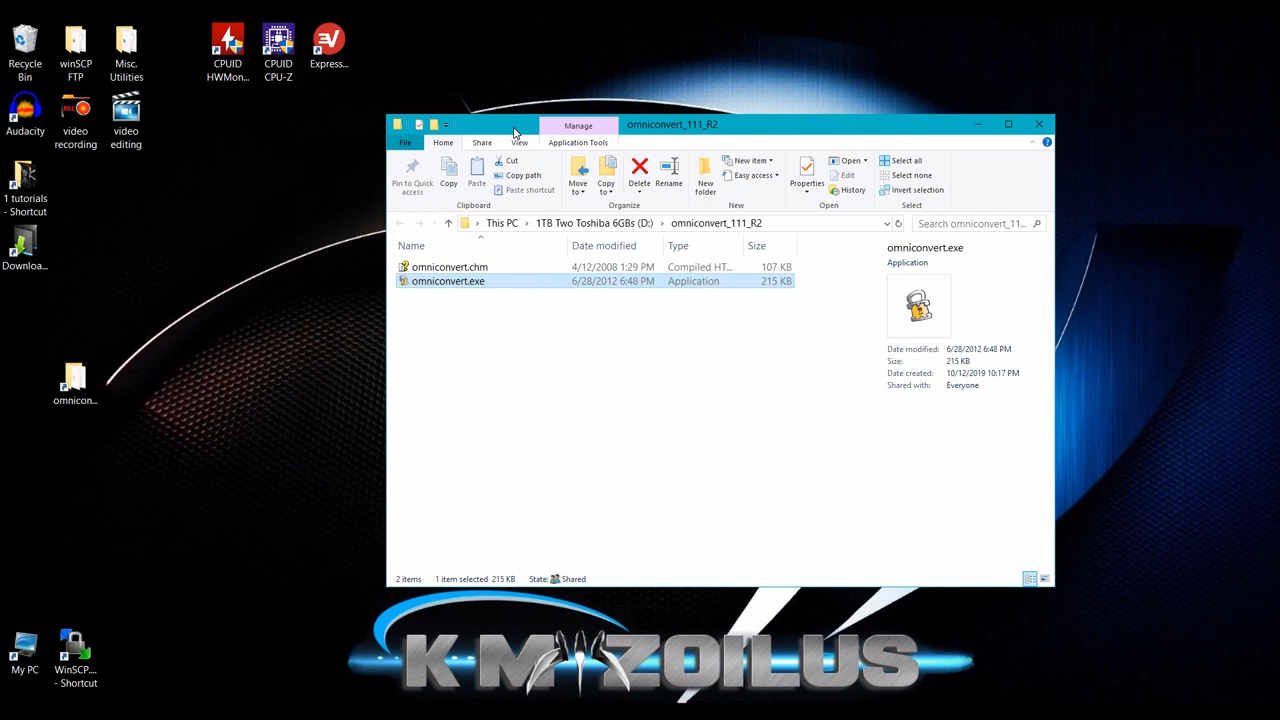 Recycle
Bin
winSCP
FTP
Misc.
Utilities
CPUID
HWMon...
CPUID
CPU-Z
Express...
Audacity
REC
video
recording
video
editing
1 tutorials
- Shortcut
Downloa...
omnicon...
My PC
WinSCP....
- Shortcut
Manage
omniconvert_111_R2
File
Home
Share
View
Application Tools
Pin to Quick
access
Copy
Paste
Cut
Copy path
Paste shortcut
Clipboard
Move
to
Copy
to
Delete
Rename
Organize
New
folder
New item
Easy access
New
Properties
Open
Edit
History
Open
Select all
Select none
Invert selection
Select
This PC
1TB Two Toshiba 6GBs (D:)
omniconvert_111_R2
Search omniconvert_11...
Name
Date modified
Type
Size
omniconvert.chm
4/12/2008 1:29 PM
Compiled HT...
107 KB
omniconvert.exe
6/28/2012 6:48 PM
Application
215 KB
omniconvert.exe
Application
Date modified: 6/28/2012 6:48 PM
Size: 215 KB
Date created: 10/12/2019 10:17 PM
Shared with: Everyone
2 items
1 item selected 215 KB
State: Shared
KM ZOILUS